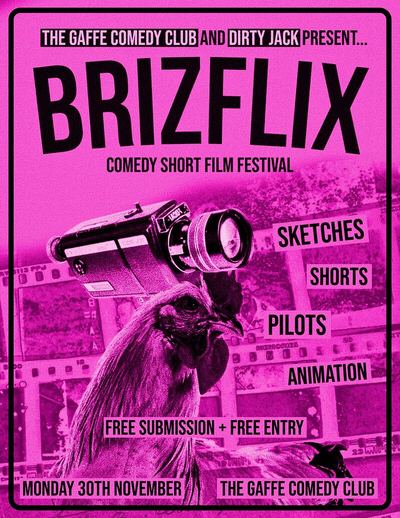 THE GAFFE COMEDY CLUB AND DIRTY JACK PRESENT...
BRIZFLIX
COMEDY SHORT FILM FESTIVAL
SKETCHES
SHORTS
PILOTS
ANIMATION
FREE SUBMISSION + FREE ENTRY
MONDAY 30TH NOVEMBER
THE GAFFE COMEDY CLUB